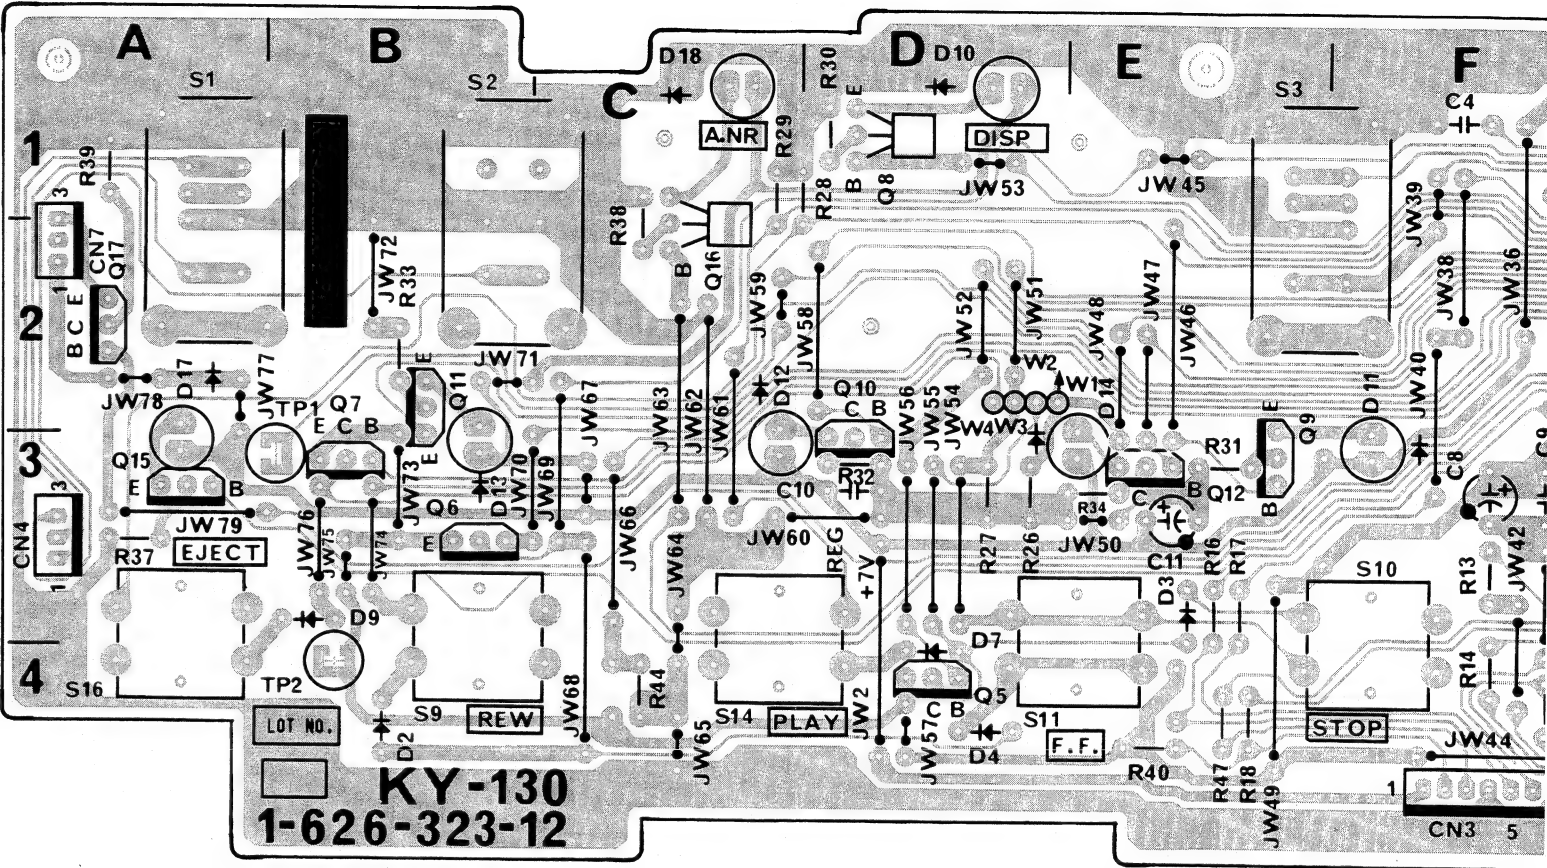 A
B
C
D
E
F
1
2
3
4
S1
S2
D18
A.NR
R30
E
B
Q8
D10
DISP
S3
C4
R39
3
CN7
1
Q17
B C E
R38
B
Q16
R29
R28
JW53
JW45
JW39
JW38
JW36
JW72
R33
JW59
JW58
JW52
JW51
JW48
JW47
JW46
JW40
JW78
D17
JW77
TP1
Q7
E C B
E
Q11
E
JW71
JW67
JW63
JW62
JW61
D12
Q10
C B
JW56
JW55
JW54
W2
W1
W4
W3
D14
R31
E
Q9
B
D11
C8
C9
Q15
E
B
3
CN4
1
JW79
R37
EJECT
JW76
JW75
JW74
JW73
Q6
E
D13
JW70
JW69
JW66
JW64
C10
R32
JW60
REG
+7V
R27
R26
R34
JW50
C
B
Q12
C11
D3
R16
R17
S10
R13
JW42
R14
S16
D9
TP2
LOT NO.
D2
S9
REW
JW68
R44
JW65
S14
PLAY
JW2
D7
C B
Q5
JW57
D4
S11
F.F.
R40
R47
R18
JW49
STOP
JW44
1
CN3
5
KY-130
1-626-323-12